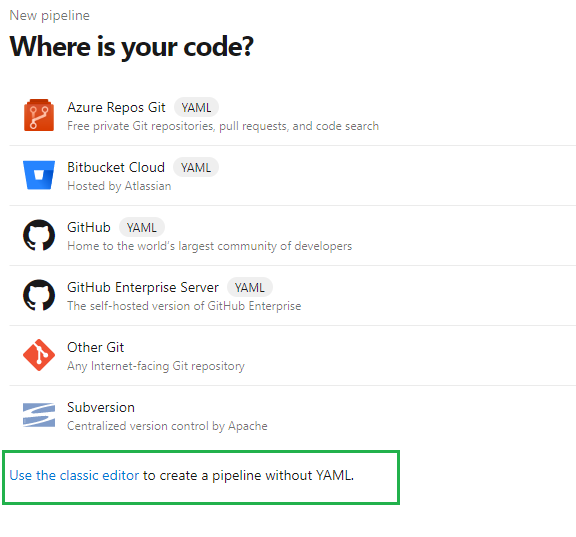 New pipeline
Where is your code?
Azure Repos Git YAML
Free private Git repositories, pull requests, and code search
Bitbucket Cloud YAML
Hosted by Atlassian
GitHub YAML
Home to the world's largest community of developers
GitHub Enterprise Server YAML
The self-hosted version of GitHub Enterprise
Other Git
Any Internet-facing Git repository
Subversion
Centralized version control by Apache
Use the classic editor to create a pipeline without YAML.